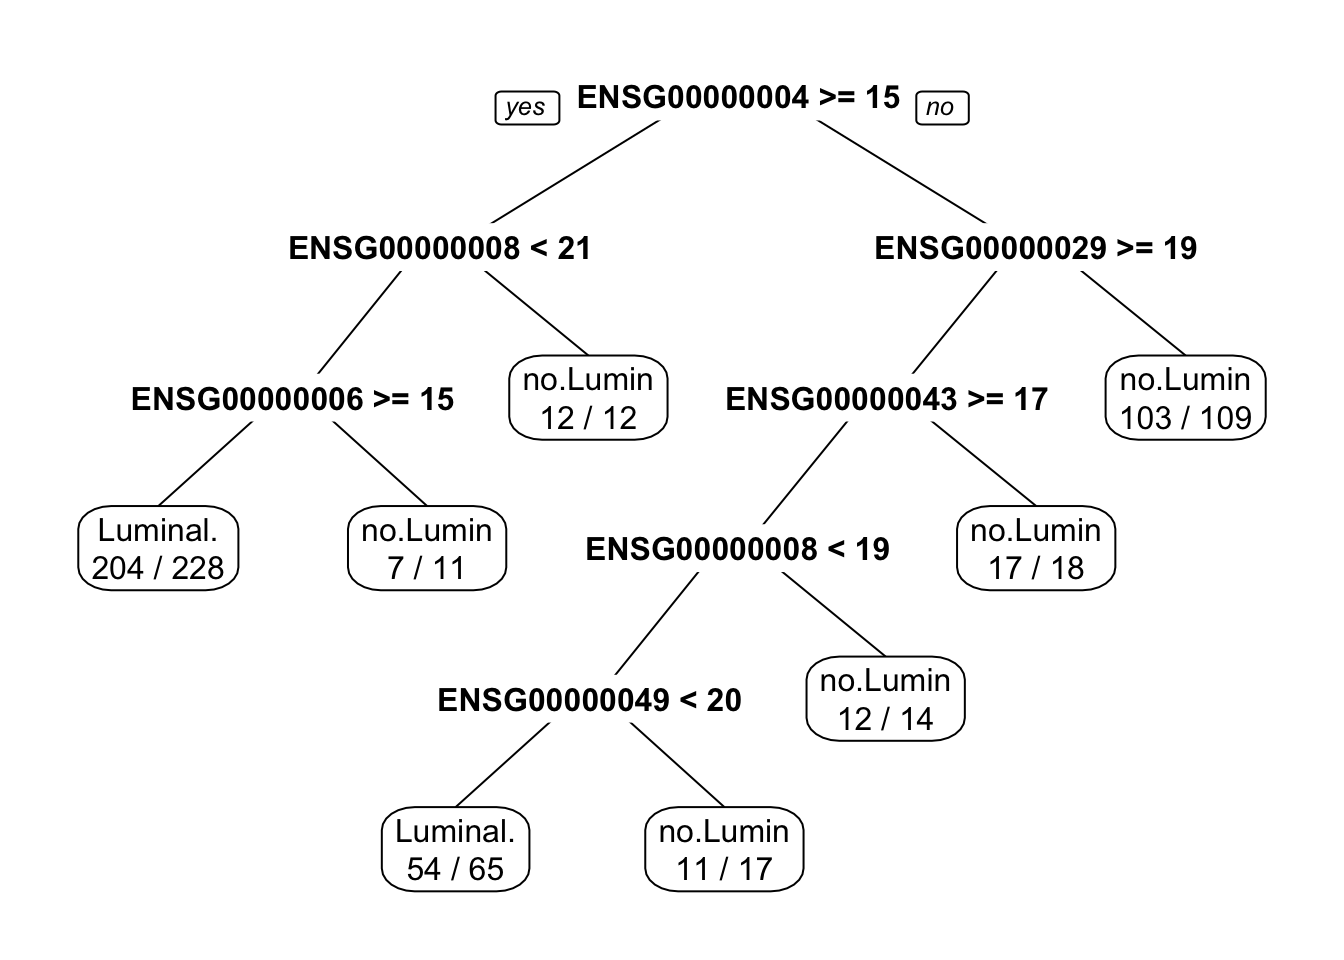 yes ENSG00000004 >= 15 no
ENSG00000008 < 21
ENSG00000029 >= 19
ENSG00000006 >= 15
no.Lumin
12 / 12
ENSG00000043 >= 17
no.Lumin
103 / 109
Luminal.
204 / 228
no.Lumin
7 / 11
ENSG00000008 < 19
no.Lumin
17 / 18
ENSG00000049 < 20
no.Lumin
12 / 14
Luminal.
54 / 65
no.Lumin
11 / 17